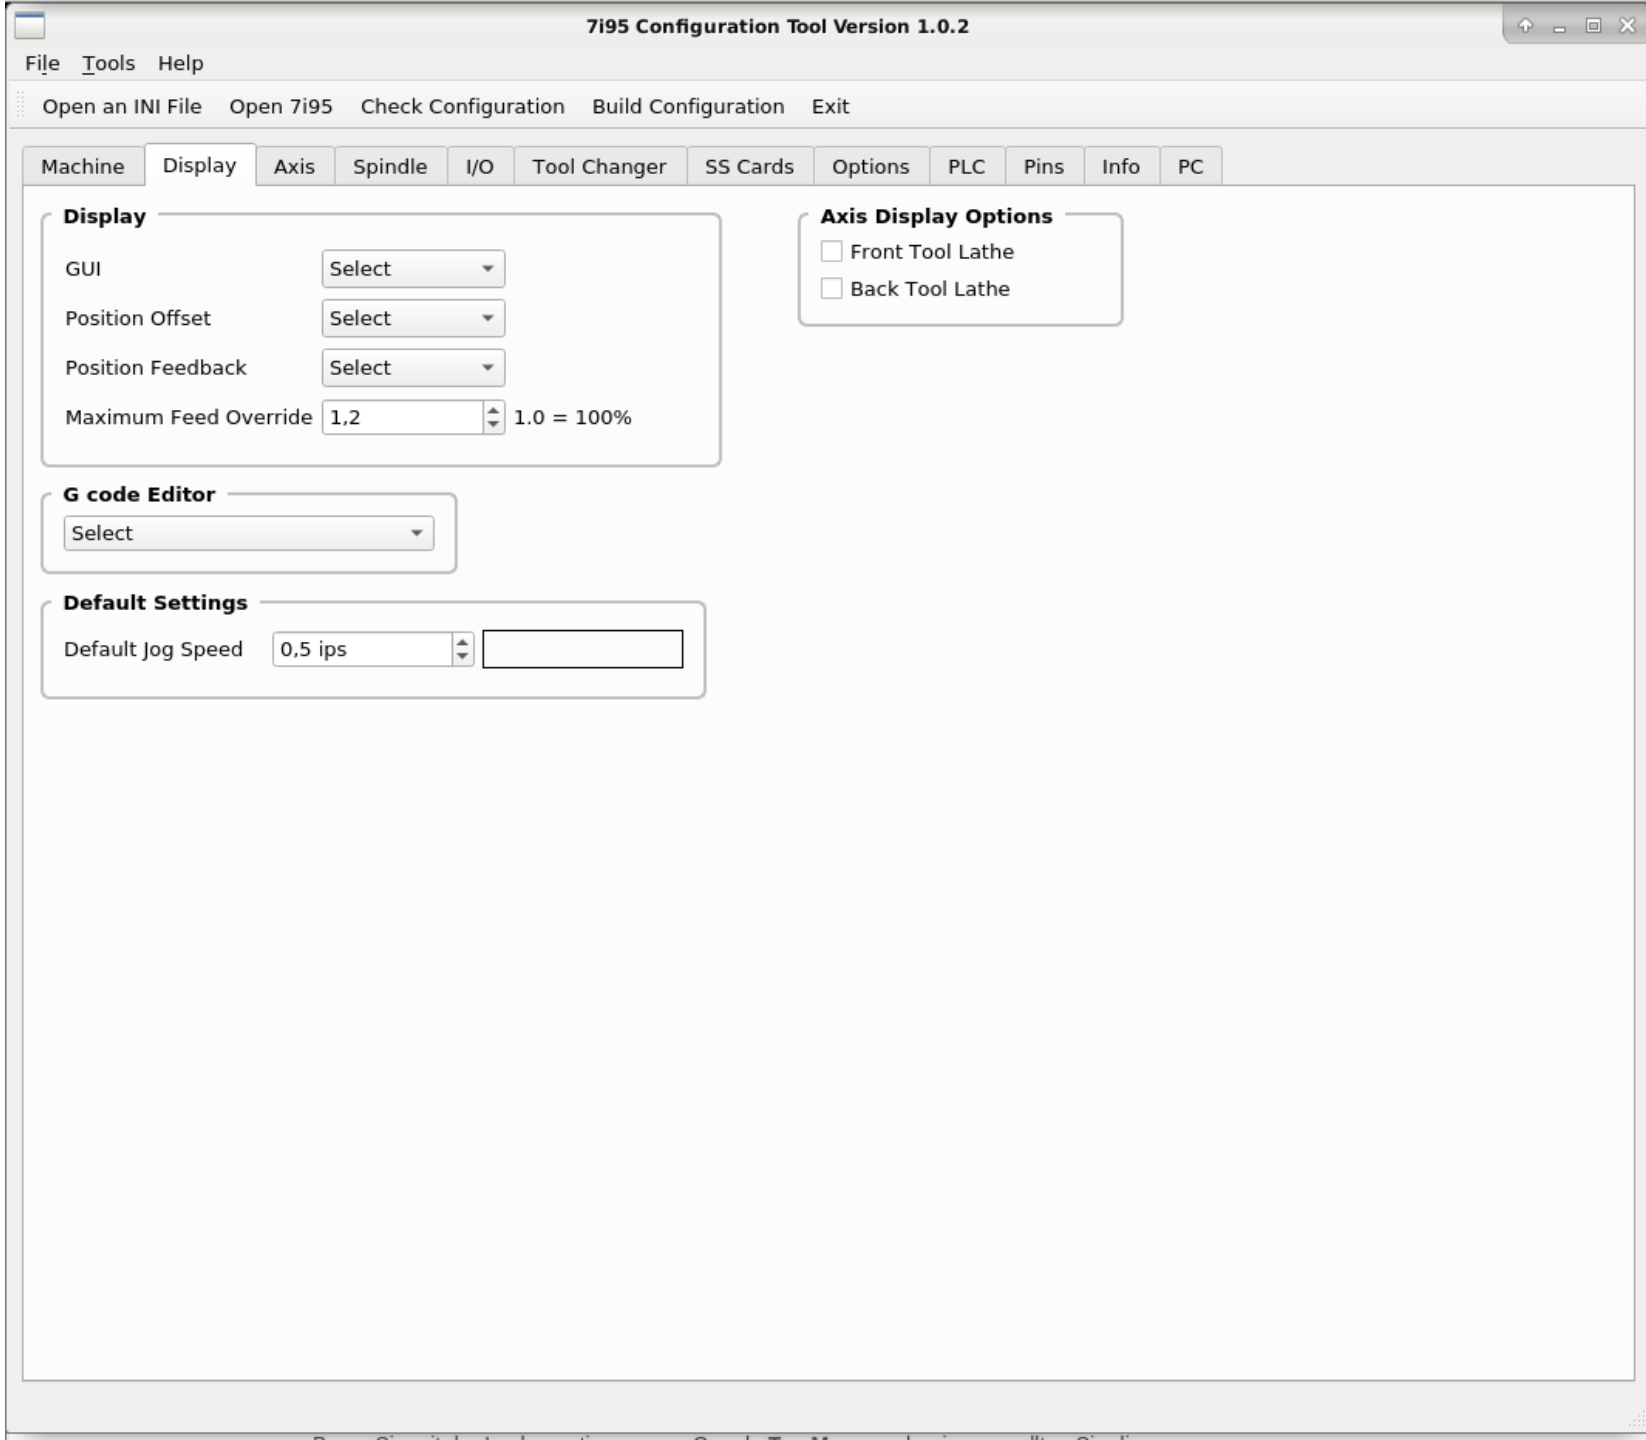 7i95 Configuration Tool Version 1.0.2
File Tools Help
Open an INI File Open 7i95 Check Configuration Build Configuration Exit
Machine Display Axis Spindle I/O Tool Changer SS Cards Options PLC Pins Info PC
Display
GUI Select
Position Offset Select
Position Feedback Select
Maximum Feed Override 1,2 1.0 = 100%
Axis Display Options
Front Tool Lathe
Back Tool Lathe
G code Editor
Select
Default Settings
Default Jog Speed 0,5 ips